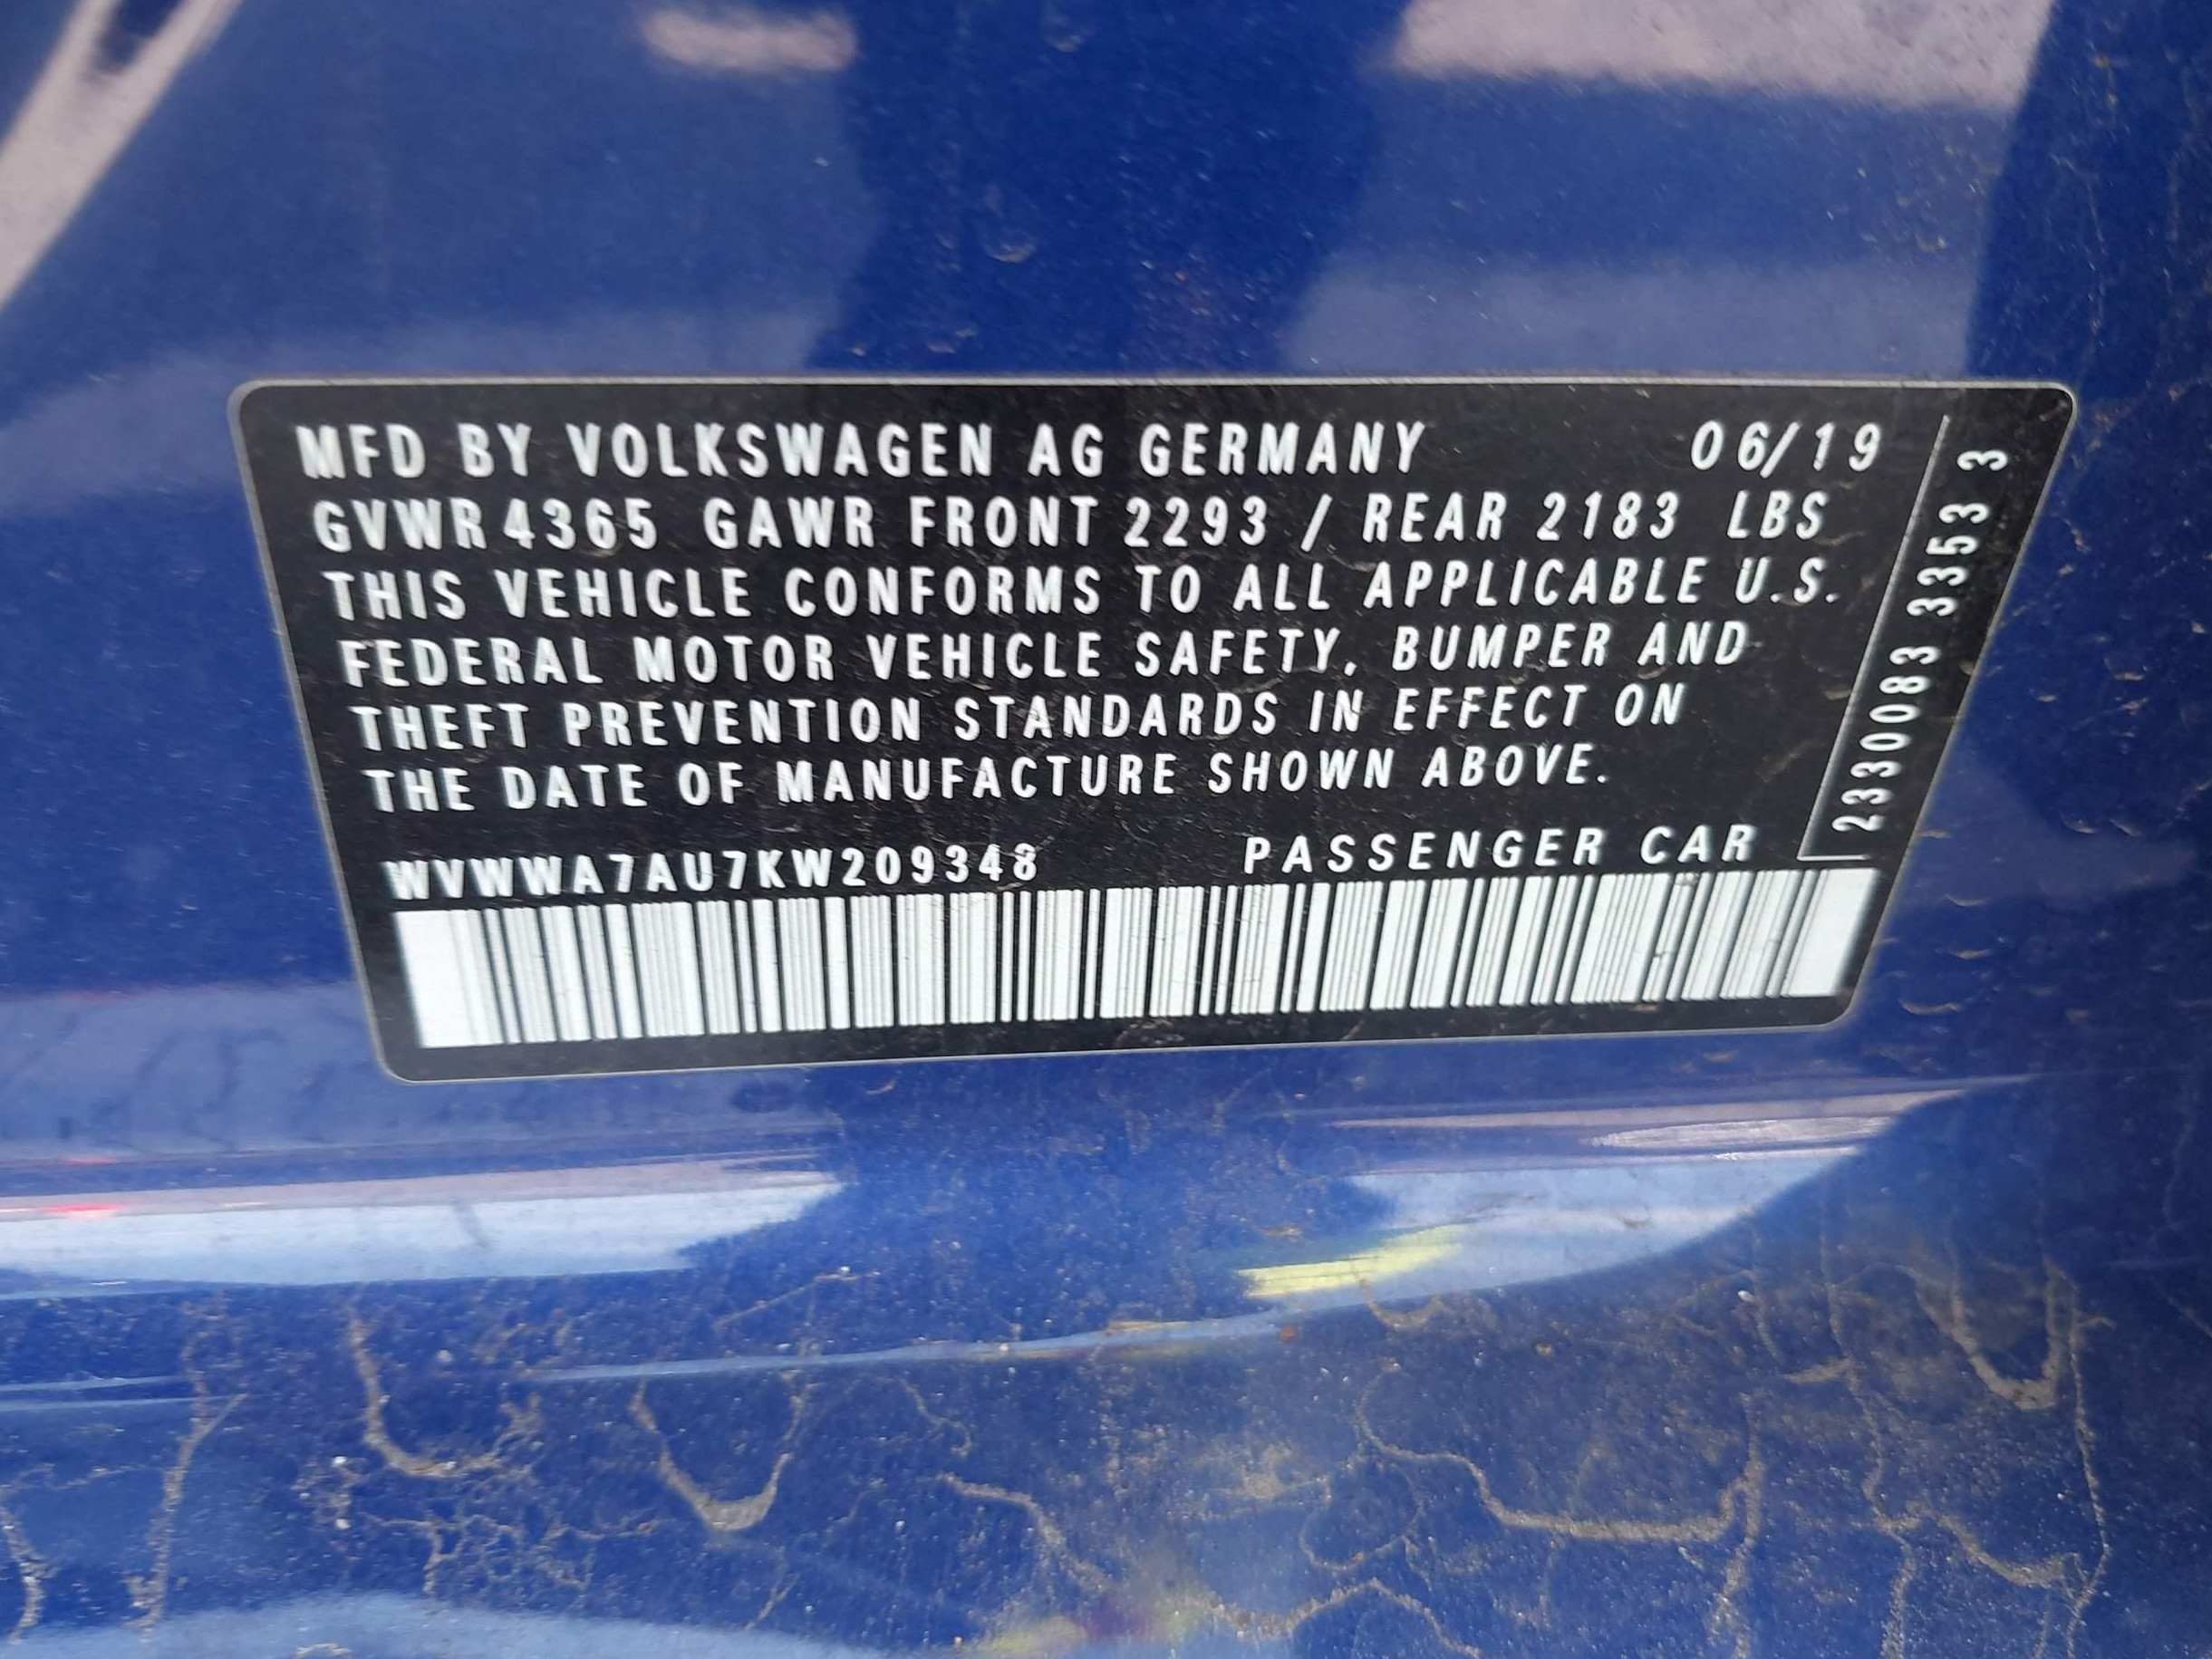 MFD BY VOLKSWAGEN AG GERMANY 06/19
GVWR 4365 GAWR FRONT 2293 / REAR 2183 LBS
THIS VEHICLE CONFORMS TO ALL APPLICABLE U.S.
FEDERAL MOTOR VEHICLE SAFETY, BUMPER AND
THEFT PREVENTION STANDARDS IN EFFECT ON
THE DATE OF MANUFACTURE SHOWN ABOVE.
WVWWA7AU7KW209348 PASSENGER CAR
2330083 3353 3